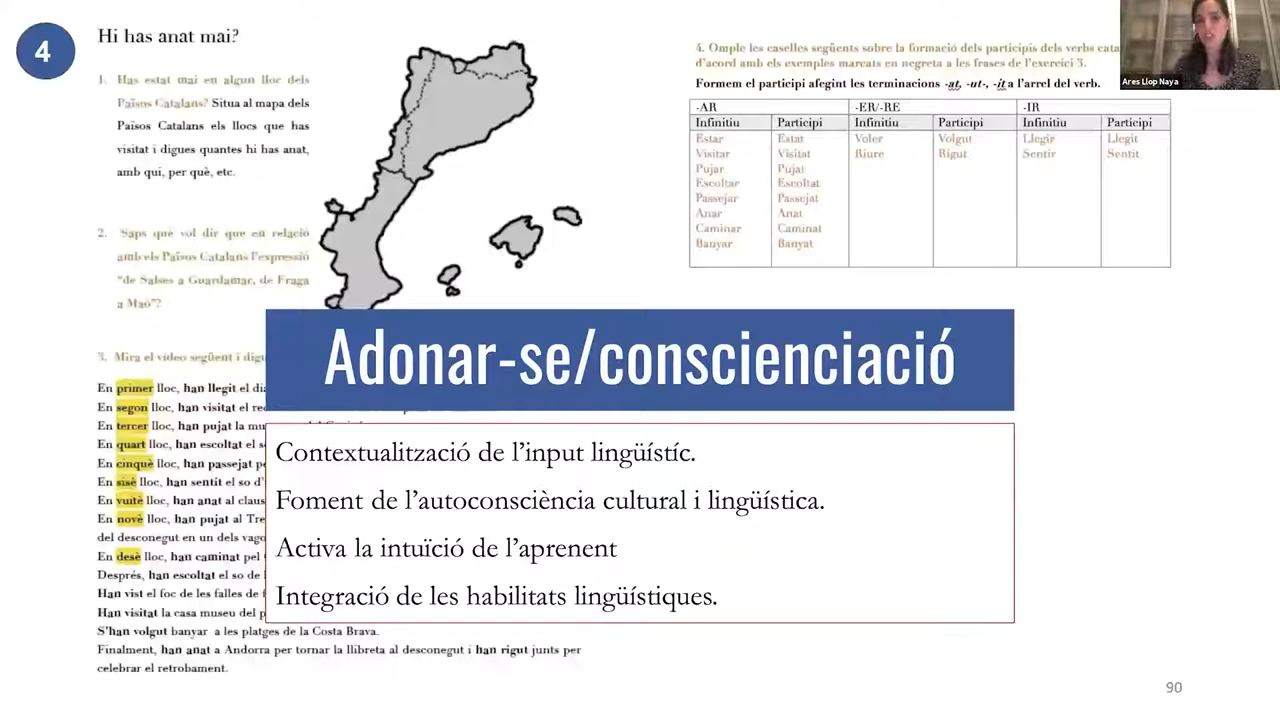 4
Hi has anat mai?
1. Has estat mai en algun lloc dels
Països Catalans? Situa al mapa dels
Països Catalans els llocs que has
visitat i digues quantes hi has anat,
amb qui, per què, etc.
2. Saps què vol dir que en relació
amb els Països Catalans l'expressió
"de Salses a Guardamar, de Fraga
a Maó"?
3. Mira el vídeo següent i digu
En primer lloc, han llegit el di
En segon lloc, han visitat el re
En tercer lloc, han pujat la mu
En quart lloc, han escoltat el s
En cinquè lloc, han passejat pe
En sisè lloc, han sentit el so d'
En vuitè lloc, han anat al claus
En novè lloc, han pujat al Tre
del desconegut en un dels vago
En desè lloc, han caminat pel
Després, han escoltat el so de
Han vist el foc de les falles de
Han visitat la casa museu del p
S'han volgut banyar a les platges de la Costa Brava.
Finalment, han anat a Andorra per tornar la llibreta al desconegut i han rigut junts per
celebrar el retrobament.
4. Omple les caselles següents sobre la formació dels participis dels verbs cata
d'acord amb els exemples marcats en negreta a les frases de l'exercici 3.
Formem el participi afegint les terminacions -at, -ut-, -it a l'arrel del verb.
-AR -ER/-RE -IR
Infinitiu Participi Infinitiu Participi Infinitiu Participi
Estar Estat Voler Volgut Llegir Llegit
Visitar Visitat Riure Rigut Sentir Sentit
Pujar Pujat
Escoltar Escoltat
Passejar Passejat
Anar Anat
Caminar Caminat
Banyar Banyat
Ares Llop Naya
Adonar-se/conscienciació
Contextualització de l'input lingüístíc.
Foment de l'autoconsciència cultural i lingüística.
Activa la intuïció de l'aprenent
Integració de les habilitats lingüístiques.
90